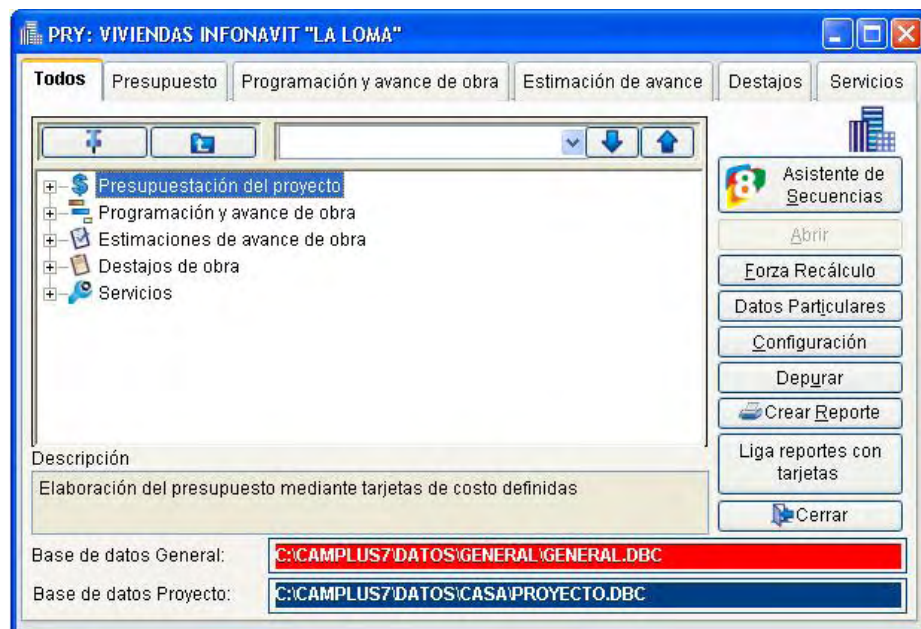 PRY: VIVIENDAS INFONAVIT "LA LOMA"
Todos Presupuesto Programación y avance de obra Estimación de avance Destajos Servicios
Presupuestación del proyecto
Programación y avance de obra
Estimaciones de avance de obra
Destajos de obra
Servicios
Asistente de
Secuencias
Abrir
Forza Recálculo
Datos Particulares
Configuración
Depurar
Crear Reporte
Liga reportes con
tarjetas
Cerrar
Descripción
Elaboración del presupuesto mediante tarjetas de costo definidas
Base de datos General: C:\CAMPLUS7\DATOS\GENERAL\GENERAL.DBC
Base de datos Proyecto: C:\CAMPLUS7\DATOS\CASA\PROYECTO.DBC